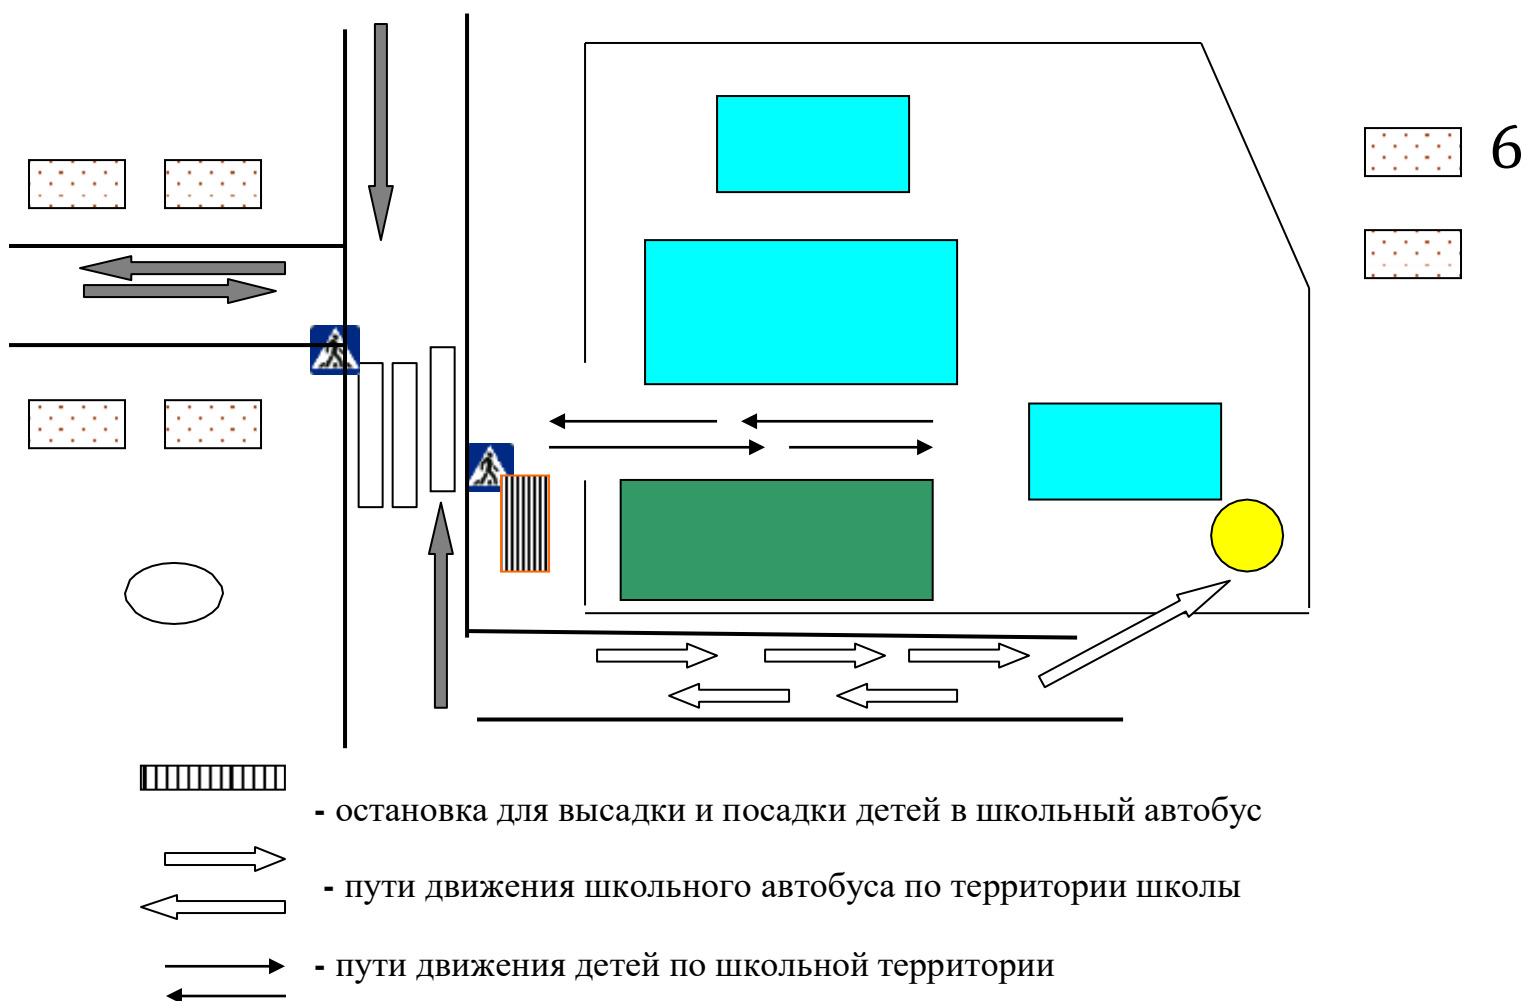 6
- остановка для высадки и посадки детей в школьный автобус
- пути движения школьного автобуса по территории школы
- пути движения детей по школьной территории